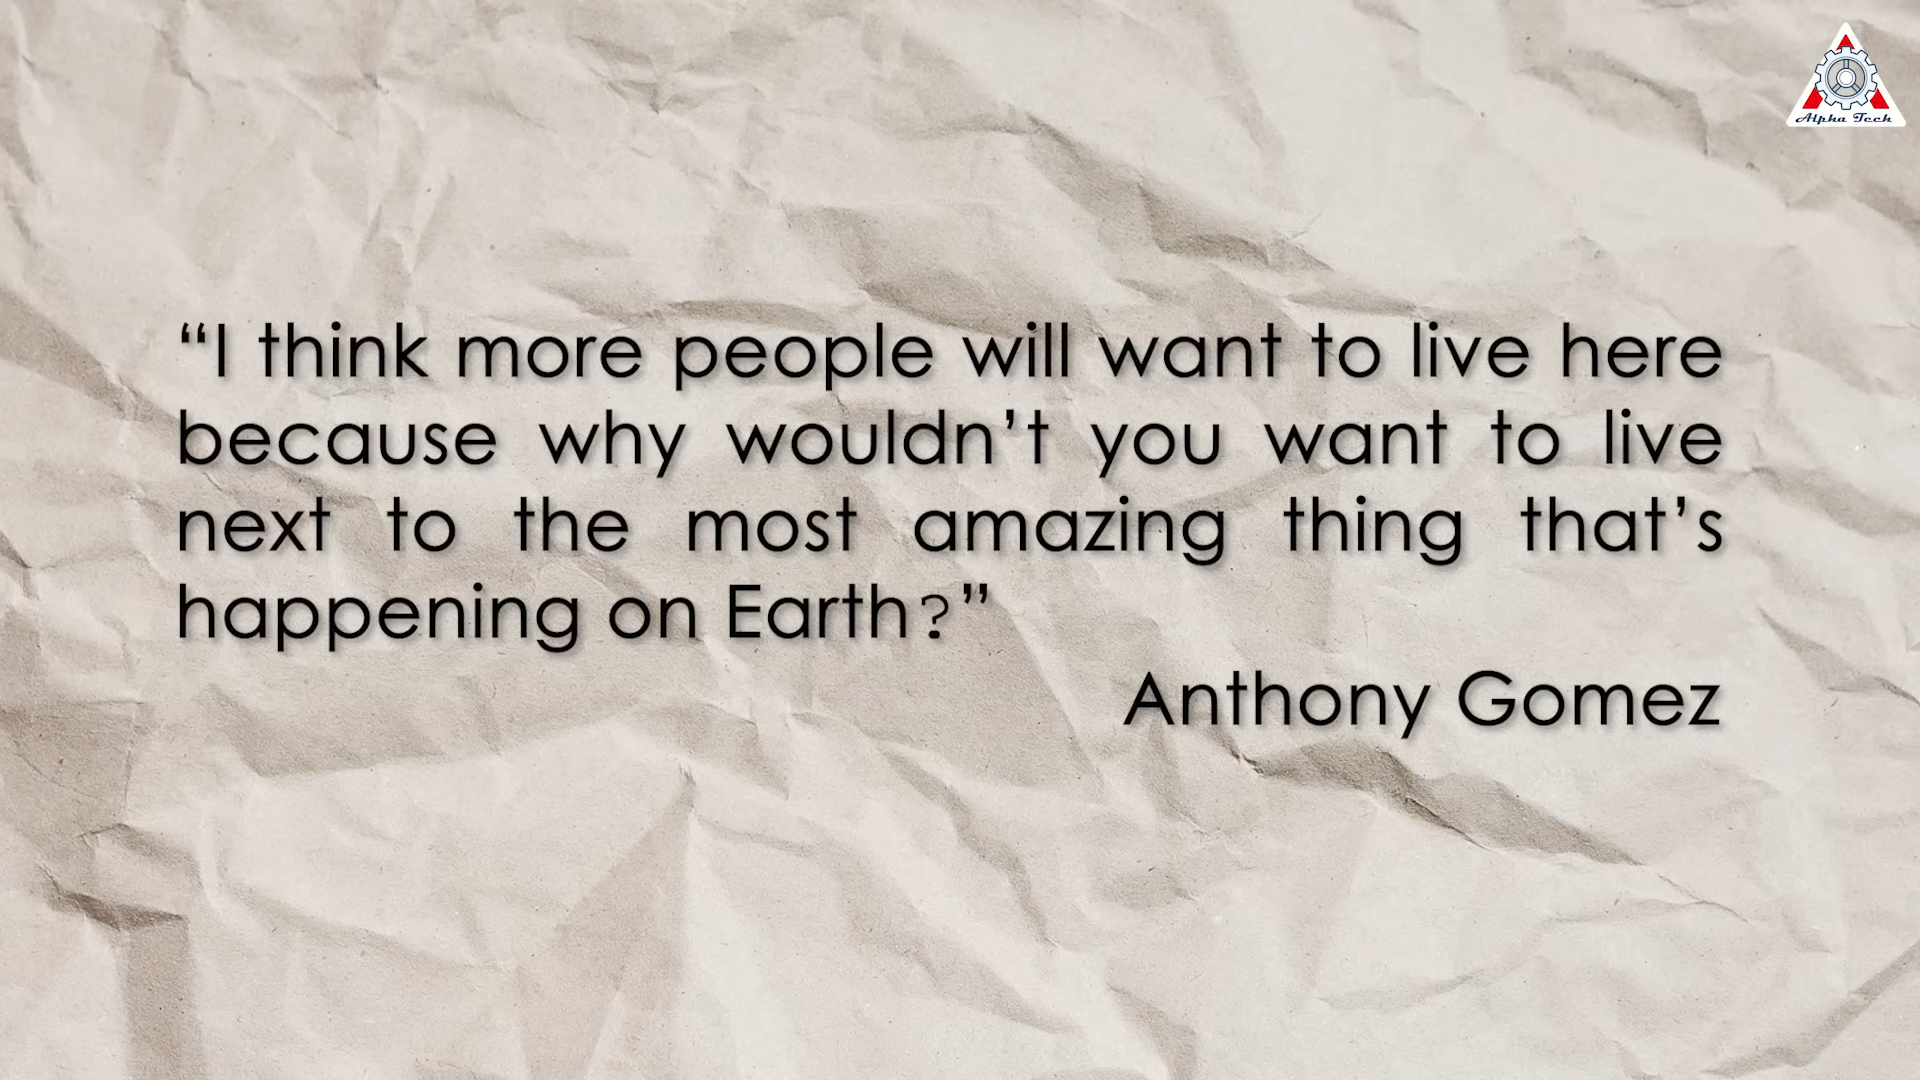 Alpha Tech
“I think more people will want to live here
because why wouldn’t you want to live
next to the most amazing thing that’s
happening on Earth?”
Anthony Gomez